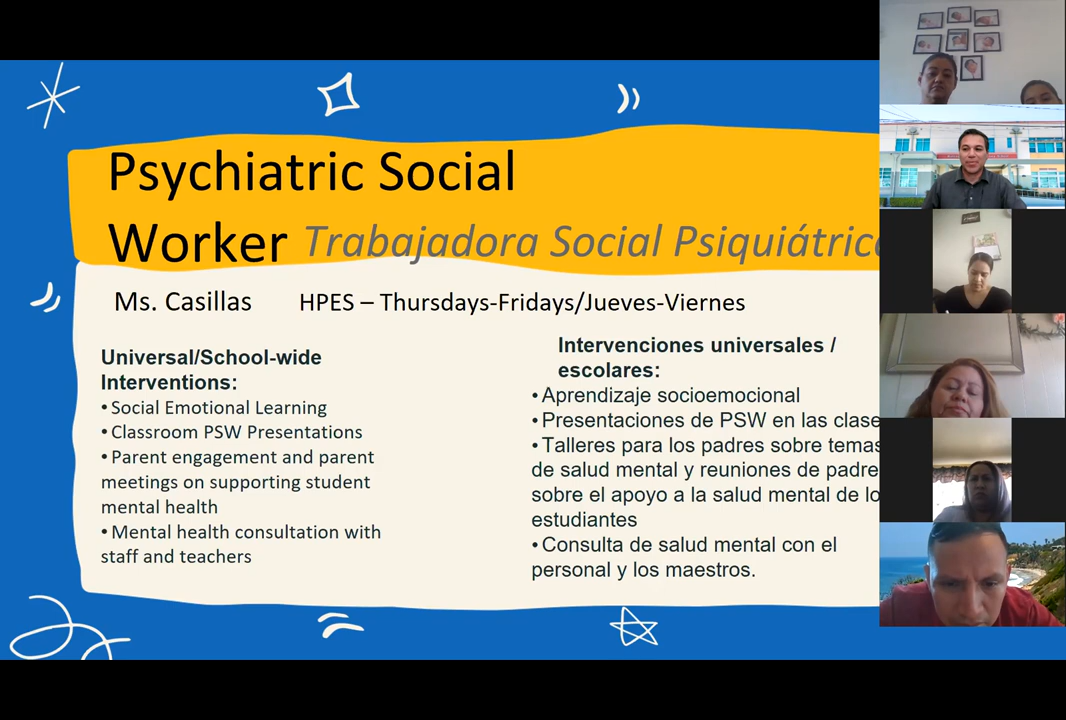 Psychiatric Social
Worker Trabajadora Social Psiquiátrica
Ms. Casillas HPES – Thursdays-Fridays/Jueves-Viernes
Universal/School-wide
Interventions:
• Social Emotional Learning
• Classroom PSW Presentations
• Parent engagement and parent
meetings on supporting student
mental health
• Mental health consultation with
staff and teachers
Intervenciones universales /
escolares:
• Aprendizaje socioemocional
• Presentaciones de PSW en las clase
• Talleres para los padres sobre temas
de salud mental y reuniones de padre
sobre el apoyo a la salud mental de lo
estudiantes
• Consulta de salud mental con el
personal y los maestros.